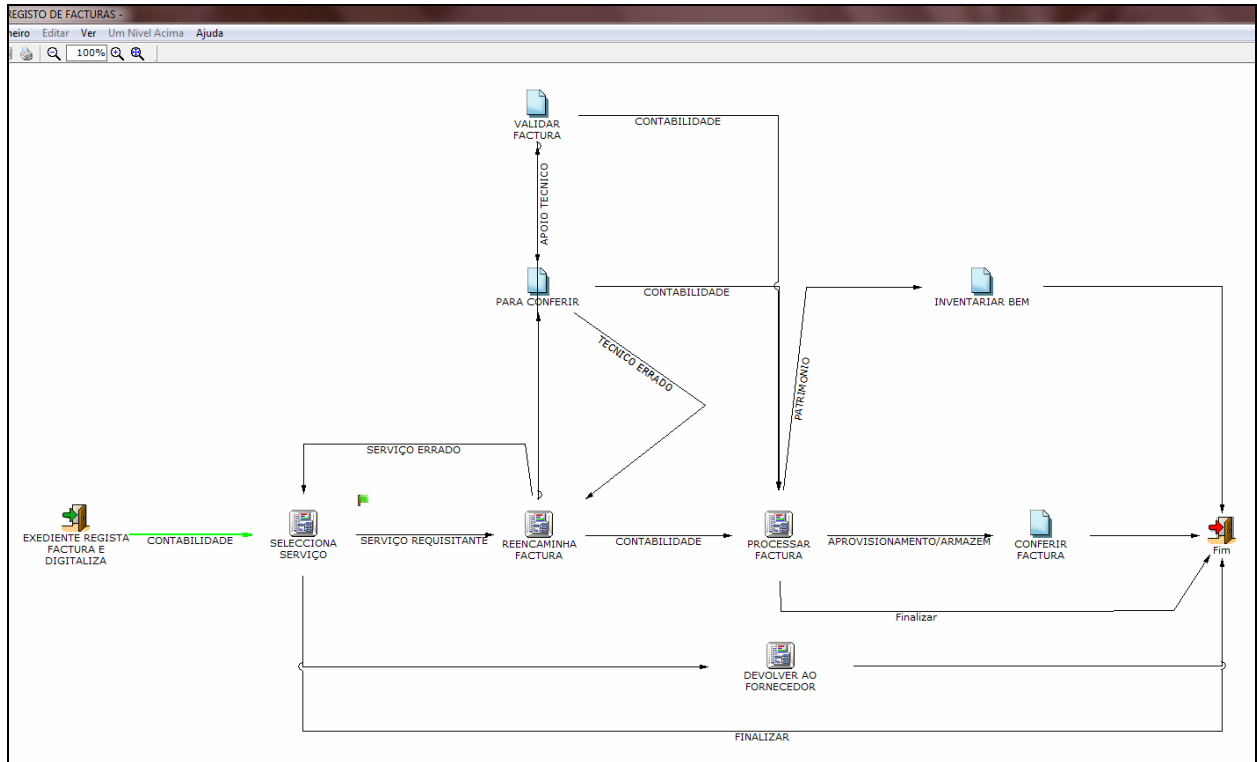 REGISTO DE FACTURAS -
neiro Editar Ver Um Nivel Acima Ajuda
100%
VALIDAR
FACTURA
CONTABILIDADE
APOIO TECNICO
PARA CONFERIR
CONTABILIDADE
INVENTARIAR BEM
TECNICO ERRADO
PATRIMONIO
SERVIÇO ERRADO
EXEDIENTE REGISTA
FACTURA E
DIGITALIZA
CONTABILIDADE
SELECCIONA
SERVIÇO
SERVIÇO REQUISITANTE
REENCAMINHA
FACTURA
CONTABILIDADE
PROCESSAR
FACTURA
APROVISIONAMENTO/ARMAZEM
CONFERIR
FACTURA
Fim
Finalizar
DEVOLVER AO
FORNECEDOR
FINALIZAR